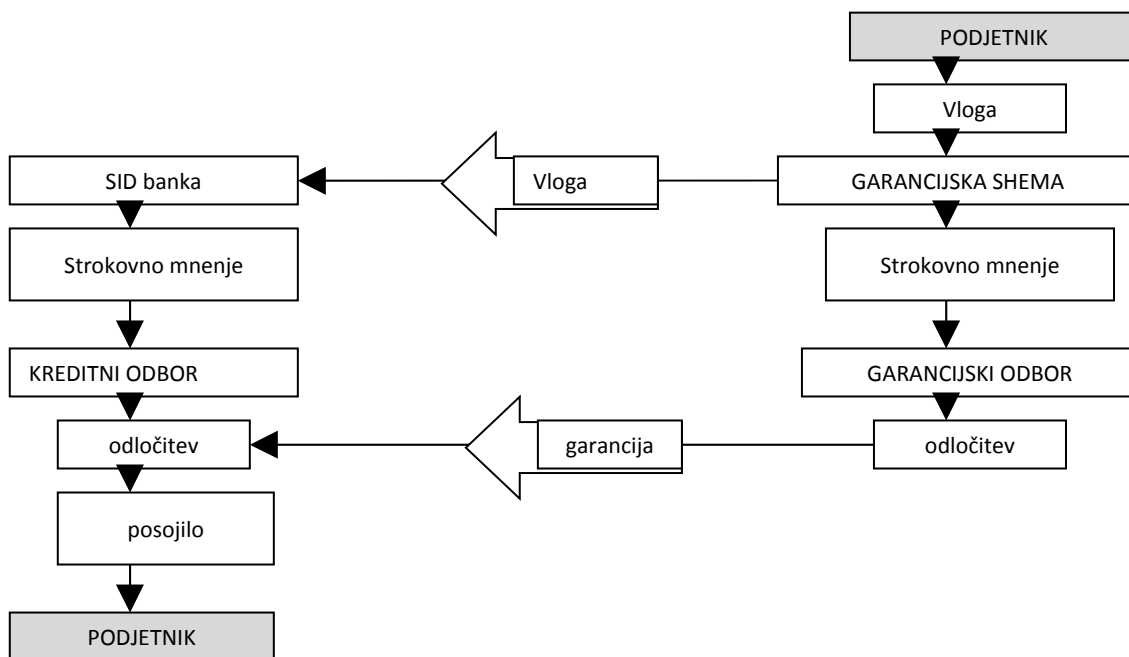 PODJETNIK
Vloga
SID banka
Vloga
GARANCIJSKA SHEMA
Strokovno mnenje
Strokovno mnenje
KREDITNI ODBOR
GARANCIJSKI ODBOR
odločitev
garancija
odločitev
posojilo
PODJETNIK